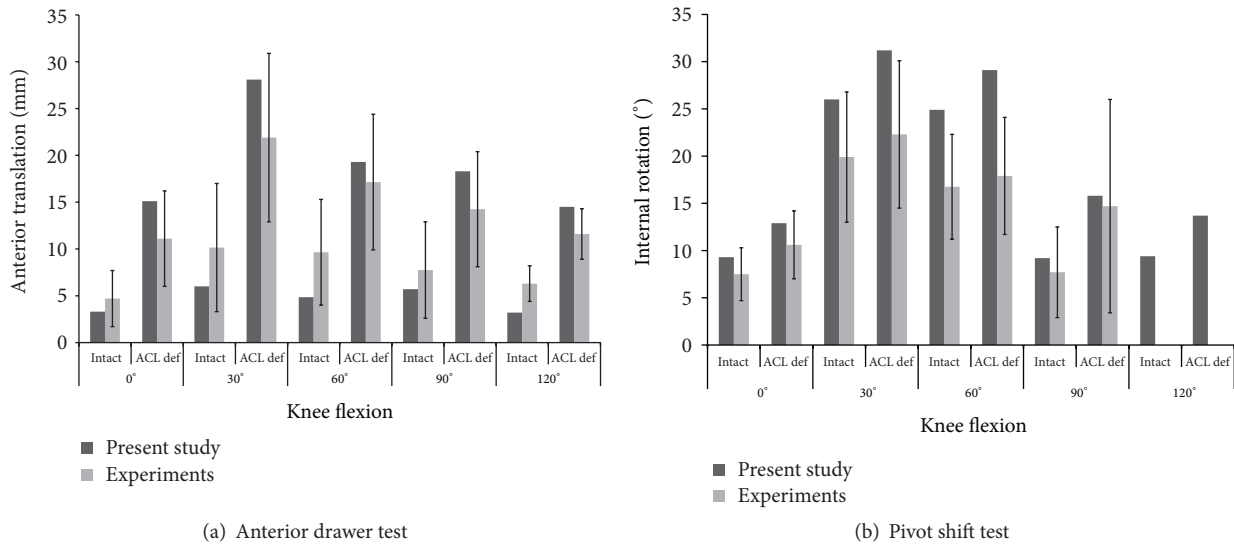 35
30
25
20
15
10
5
0
Anterior translation (mm)
Intact ACL def Intact ACL def Intact ACL def Intact ACL def Intact ACL def
0° 30° 60° 90° 120°
Knee flexion
Present study
Experiments
(a) Anterior drawer test
35
30
25
20
15
10
5
0
Internal rotation (°)
Intact ACL def Intact ACL def Intact ACL def Intact ACL def Intact ACL def
0° 30° 60° 90° 120°
Knee flexion
Present study
Experiments
(b) Pivot shift test